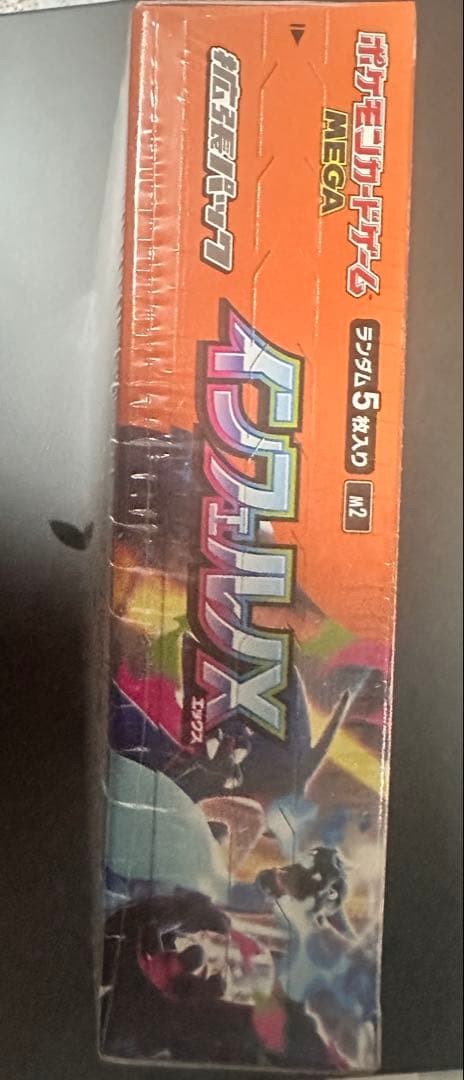 ポケモンカードゲーム
MEGA
ランダム5枚入り
M2
拡張パック
インフェルノX
エックス